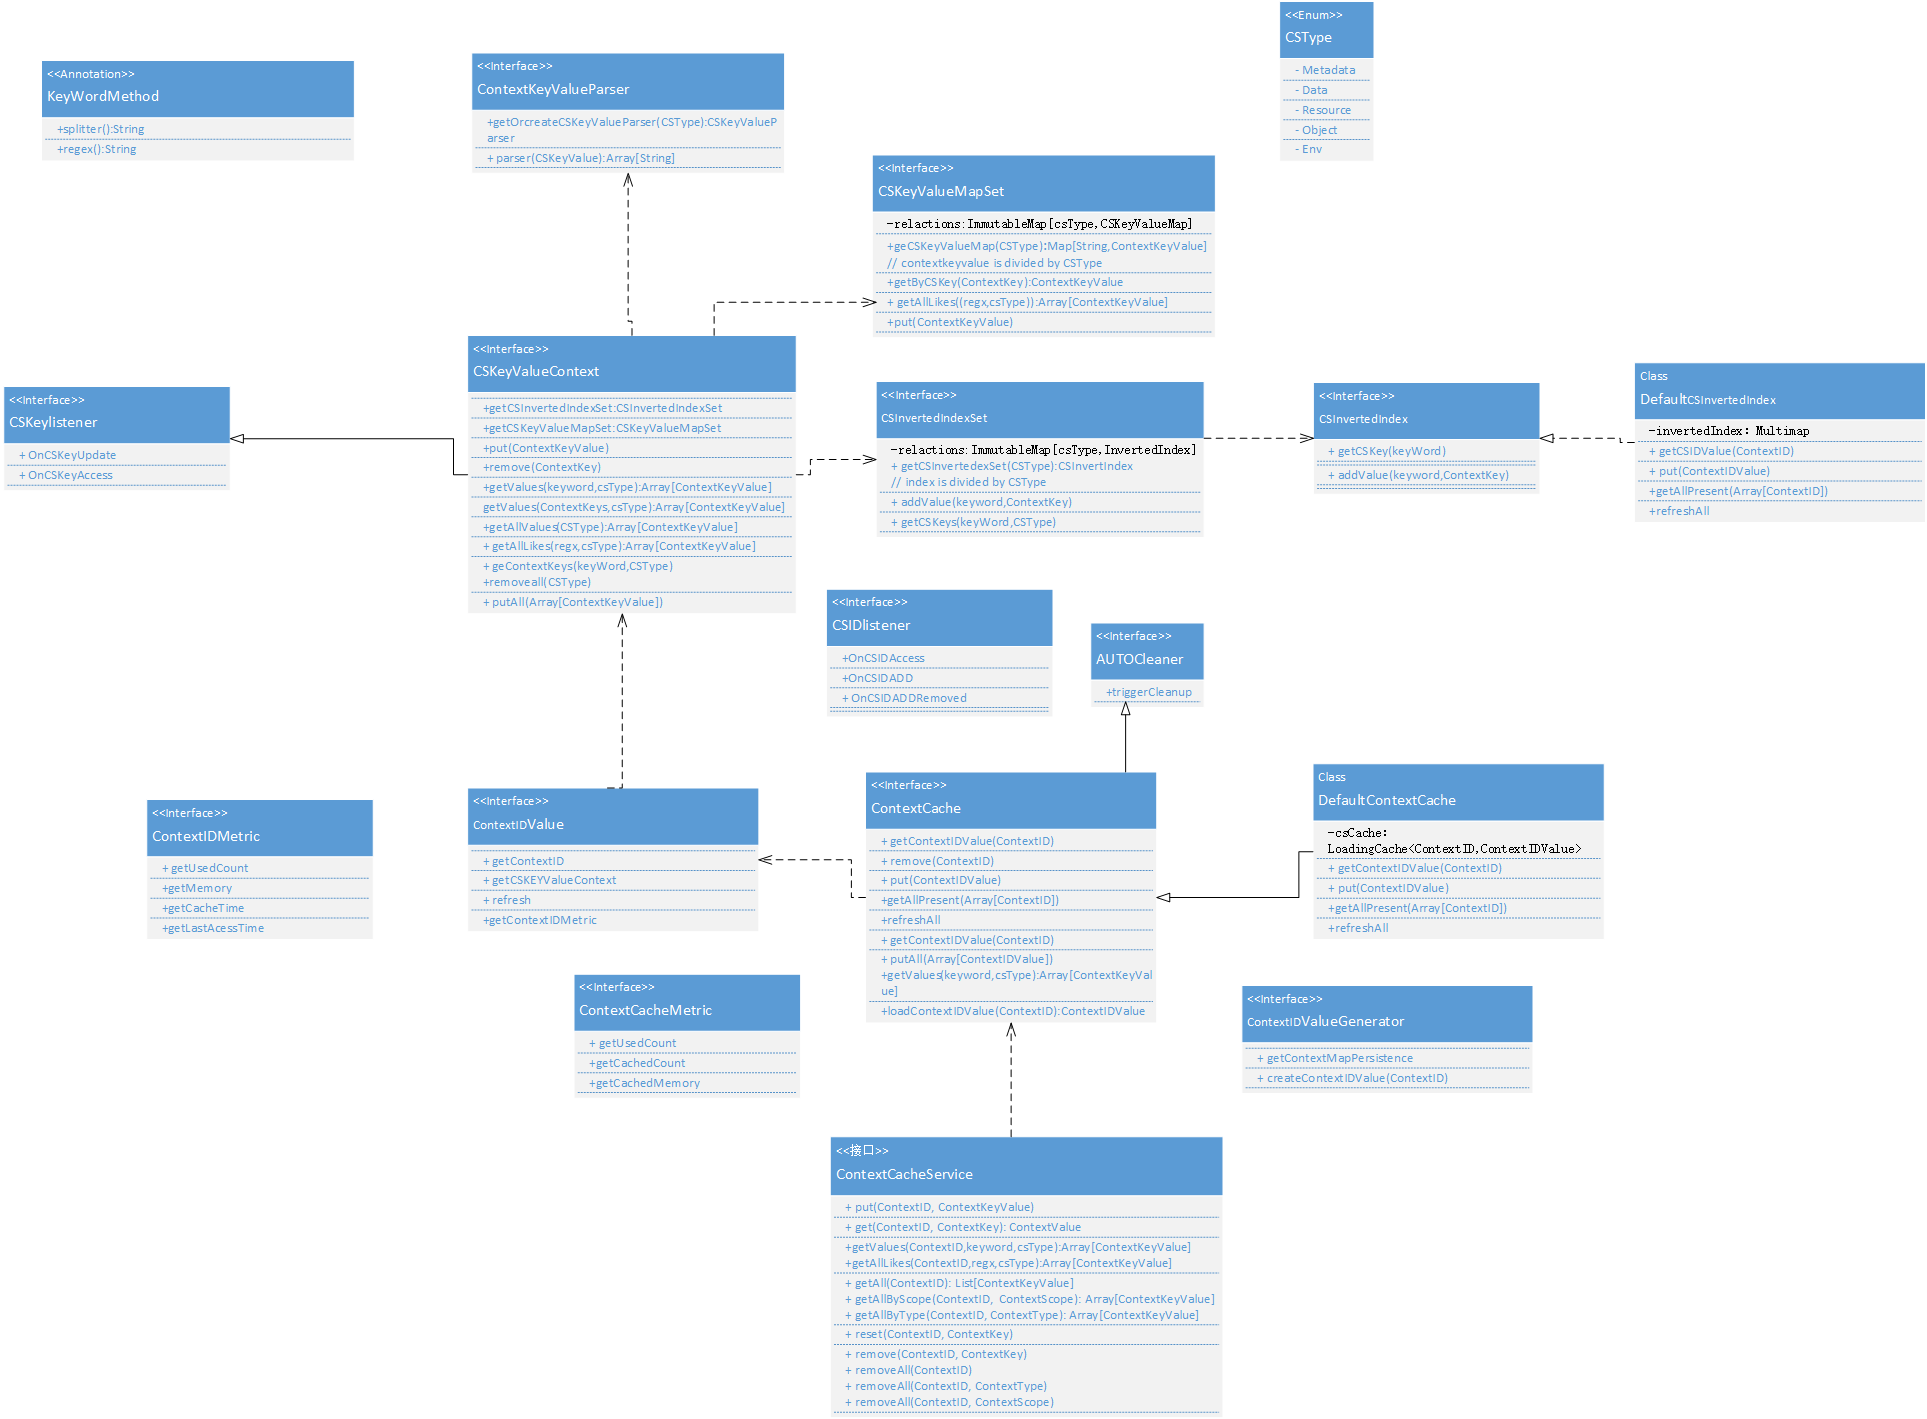 <<Enum>>
CSType
- Metadata
- Data
- Resource
- Object
- Env
<<Annotation>>
KeyWordMethod
+splitter():String
+regex():String
<<Interface>>
ContextKeyValueParser
+getOrcreateCSKeyValueParser(CSType):CSKeyValueP
arser
+ parser(CSKeyValue):Array[String]
<<Interface>>
CSKeyValueMapSet
-relactions:ImmutableMap[csType,CSKeyValueMap]
+geCSKeyValueMap(CSType):Map[String,ContextKeyValue]
// contextkeyvalue is divided by CSType
+getByCSKey(ContextKey):ContextKeyValue
+ getAllLikes((regx,csType)):Array[ContextKeyValue]
+put(ContextKeyValue)
<<Interface>>
CSKeylistener
+ OnCSKeyUpdate
+ OnCSKeyAccess
<<Interface>>
CSKeyValueContext
+getCSInvertedIndexSet:CSInvertedIndexSet
+getCSKeyValueMapSet:CSKeyValueMapSet
+put(ContextKeyValue)
+remove(ContextKey)
+getValues(keyword,csType):Array[ContextKeyValue]
getValues(ContextKeys,csType):Array[ContextKeyValue]
+getAllValues(CSType):Array[ContextKeyValue]
+ getAllLikes(regx,csType):Array[ContextKeyValue]
+ geContextKeys(keyWord,CSType)
+removeall(CSType)
+ putAll(Array[ContextKeyValue])
<<Interface>>
CSInvertedIndexSet
-relactions:ImmutableMap[csType,InvertedIndex]
+ getCSInvertedexSet(CSType):CSInvertIndex
// index is divided by CSType
+ addValue(keyword,ContextKey)
+ getCSKeys(keyWord,CSType)
<<Interface>>
CSInvertedIndex
+ getCSKey(keyWord)
+ addValue(keyword,ContextKey)
Class
DefaultCSInvertedIndex
-invertedIndex: Multimap
+ getCSIDValue(ContextID)
+ put(ContextIDValue)
+getAllPresent(Array[ContextID])
+refreshAll
<<Interface>>
CSIDlistener
+OnCSIDAccess
+OnCSIDADD
+ OnCSIDADDRemoved
<<Interface>>
AUTOCleaner
+triggerCleanup
<<Interface>>
ContextIDMetric
+ getUsedCount
+getMemory
+getCacheTime
+getLastAcessTime
<<Interface>>
ContextIDValue
+ getContextID
+ getCSKEYValueContext
+ refresh
+getContextIDMetric
<<Interface>>
ContextCache
+ getContextIDValue(ContextID)
+ remove(ContextID)
+ put(ContextIDValue)
+getAllPresent(Array[ContextID])
+refreshAll
+ getContextIDValue(ContextID)
+ putAll(Array[ContextIDValue])
+getValues(keyword,csType):Array[ContextKeyVal
ue]
+loadContextIDValue(ContextID):ContextIDValue
Class
DefaultContextCache
-csCache:
LoadingCache<ContextID,ContextIDValue>
+ getContextIDValue(ContextID)
+ put(ContextIDValue)
+getAllPresent(Array[ContextID])
+refreshAll
<<Interface>>
ContextCacheMetric
+ getUsedCount
+getCachedCount
+getCachedMemory
<<Interface>>
ContextIDValueGenerator
+ getContextMapPersistence
+ createContextIDValue(ContextID)
<<接口>>
ContextCacheService
+ put(ContextID, ContextKeyValue)
+ get(ContextID, ContextKey): ContextValue
+getValues(ContextID,keyword,csType):Array[ContextKeyValue]
+getAllLikes(ContextID,regx,csType):Array[ContextKeyValue]
+ getAll(ContextID): List[ContextKeyValue]
+ getAllByScope(ContextID, ContextScope): Array[ContextKeyValue]
+ getAllByType(ContextID, ContextType): Array[ContextKeyValue]
+ reset(ContextID, ContextKey)
+ remove(ContextID, ContextKey)
+ removeAll(ContextID)
+ removeAll(ContextID, ContextType)
+ removeAll(ContextID, ContextScope)